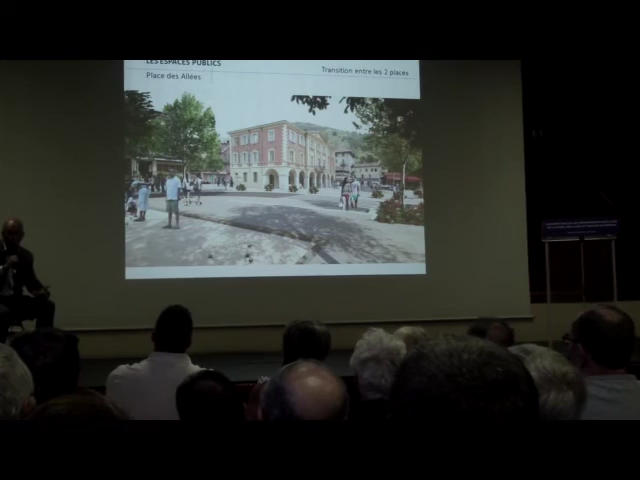 LES ESPACES PUBLICS
Place des Allées
Transition entre les 2 places